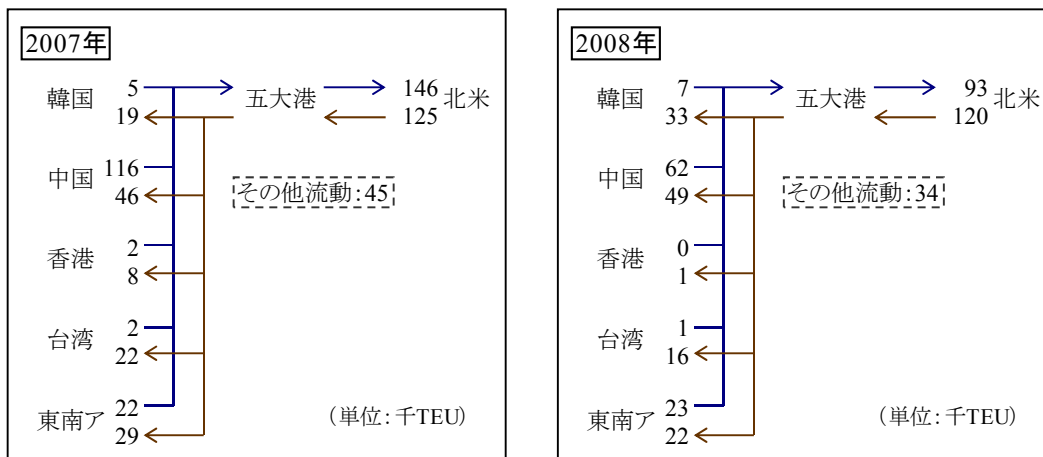 2007年
韓国 5 五大港 146 北米
19 125
中国 116
46 その他流動:45
香港 2
8
台湾 2
22
東南ア 22
29 (単位:千TEU)
2008年
韓国 7 五大港 93 北米
33 120
中国 62
49 その他流動:34
香港 0
1
台湾 1
16
東南ア 23
22 (単位:千TEU)